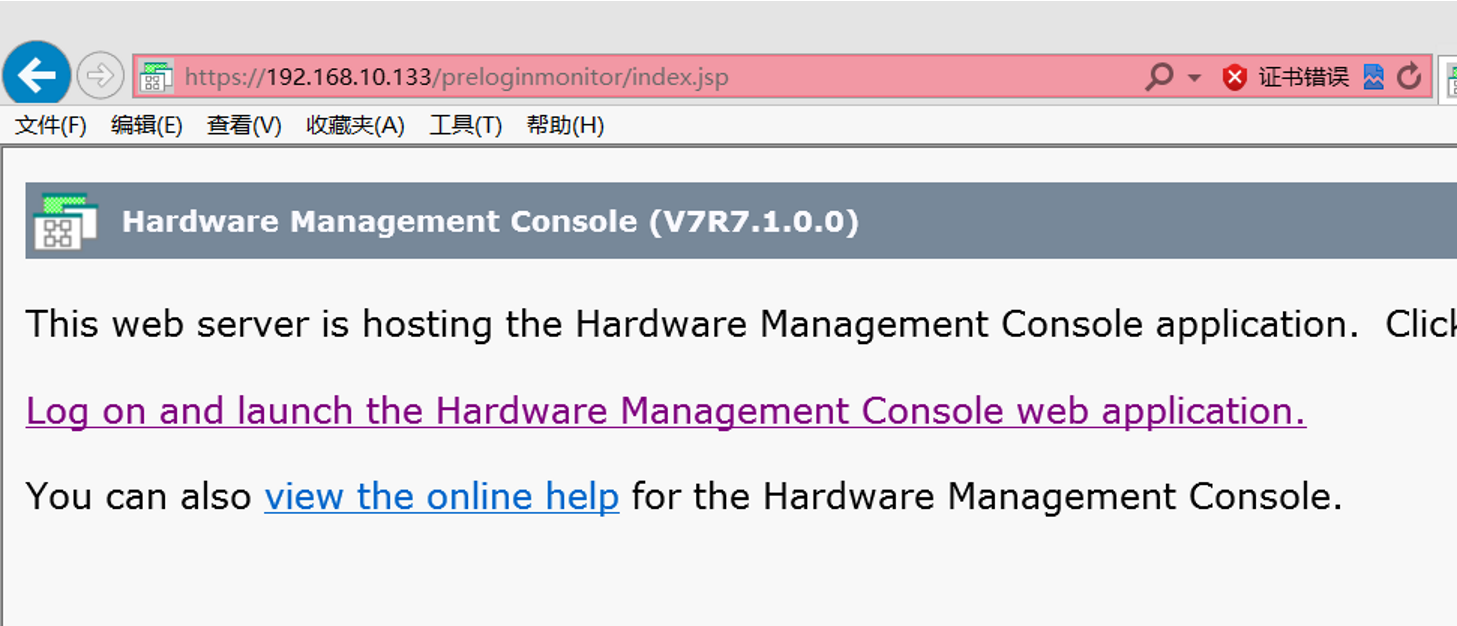 https://192.168.10.133/preloginmonitor/index.jsp 证书错误
文件(F) 编辑(E) 查看(V) 收藏夹(A) 工具(T) 帮助(H)
Hardware Management Console (V7R7.1.0.0)
This web server is hosting the Hardware Management Console application. Click
Log on and launch the Hardware Management Console web application.
You can also view the online help for the Hardware Management Console.